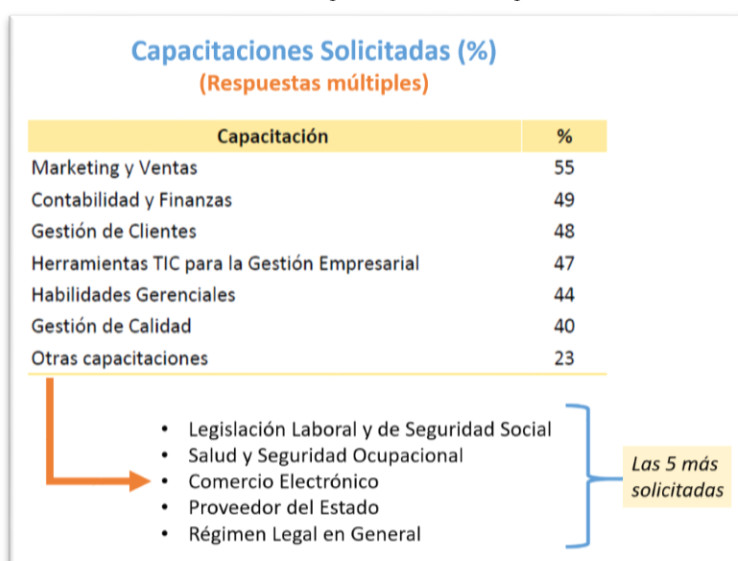 Capacitaciones Solicitadas (%)
(Respuestas múltiples)
Capacitación %
Marketing y Ventas 55
Contabilidad y Finanzas 49
Gestión de Clientes 48
Herramientas TIC para la Gestión Empresarial 47
Habilidades Gerenciales 44
Gestión de Calidad 40
Otras capacitaciones 23
• Legislación Laboral y de Seguridad Social
• Salud y Seguridad Ocupacional
• Comercio Electrónico
• Proveedor del Estado
• Régimen Legal en General
Las 5 más
solicitadas